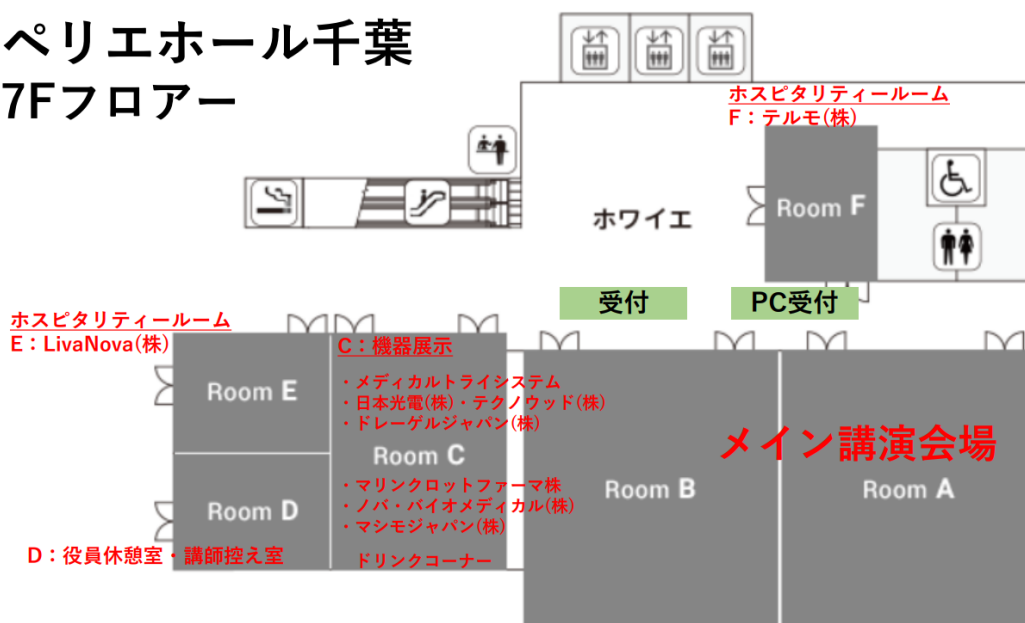 ペリエホール千葉
7Fフロアー
ホスピタリティールーム
F：テルモ(株)
Room F
ホワイエ
受付
PC受付
ホスピタリティールーム
E：LivaNova(株)
Room E
C：機器展示
・メディカルトライシステム
・日本光電(株)・テクノウッド(株)
・ドレーゲルジャパン(株)
Room C
・マリンクロットファーマ株
・ノバ・バイオメディカル(株)
・マシモジャパン(株)
ドリンクコーナー
Room D
D：役員休憩室・講師控え室
メイン講演会場
Room B
Room A